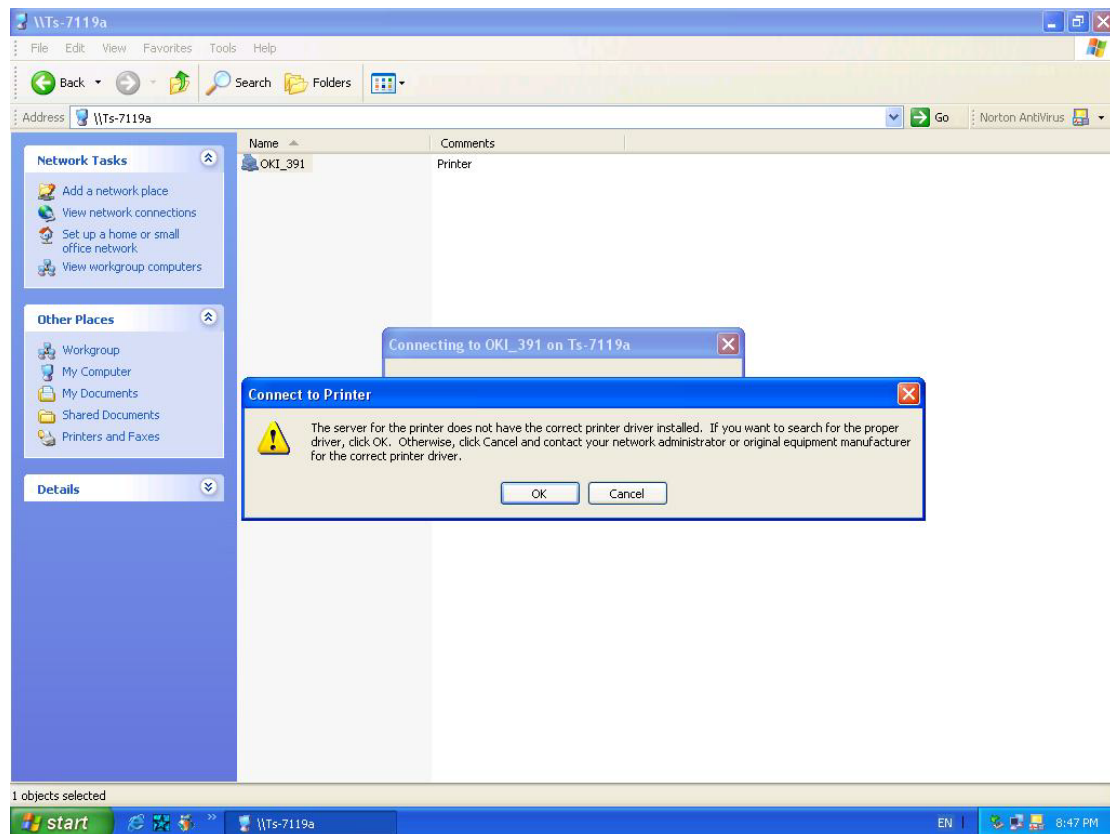 \\Ts-7119a
File Edit View Favorites Tools Help
Back Search Folders
Address \\Ts-7119a Go Norton AntiVirus
Name Comments
Network Tasks
OKI_391 Printer
Add a network place
View network connections
Set up a home or small
office network
View workgroup computers
Other Places
Workgroup
My Computer
My Documents
Shared Documents
Printers and Faxes
Details
Connecting to OKI_391 on Ts-7119a
Connect to Printer
The server for the printer does not have the correct printer driver installed. If you want to search for the proper
driver, click OK. Otherwise, click Cancel and contact your network administrator or original equipment manufacturer
for the correct printer driver.
OK Cancel
1 objects selected
start \\Ts-7119a EN 8:47 PM